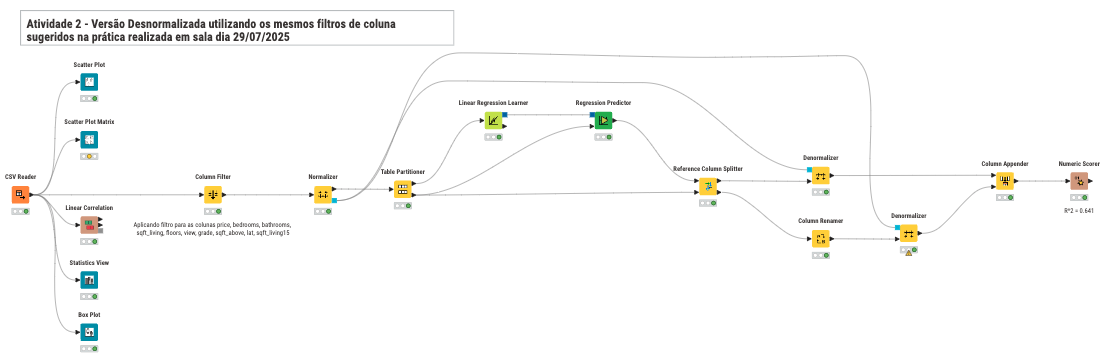 Atividade 2 - Versão Desnormalizada utilizando os mesmos filtros de coluna
sugeridos na prática realizada em sala dia 29/07/2025
Scatter Plot
Scatter Plot Matrix
CSV Reader
Linear Correlation
Statistics View
Box Plot
Column Filter
Aplicando filtro para as colunas price, bedrooms, bathrooms,
sqft_living, floors, view, grade, sqft_above, lat, sqft_living15
Normalizer
Table Partitioner
Linear Regression Learner
Regression Predictor
Reference Column Splitter
Denormalizer
Column Renamer
Denormalizer
Column Appender
Numeric Scorer
R^2 = 0.641